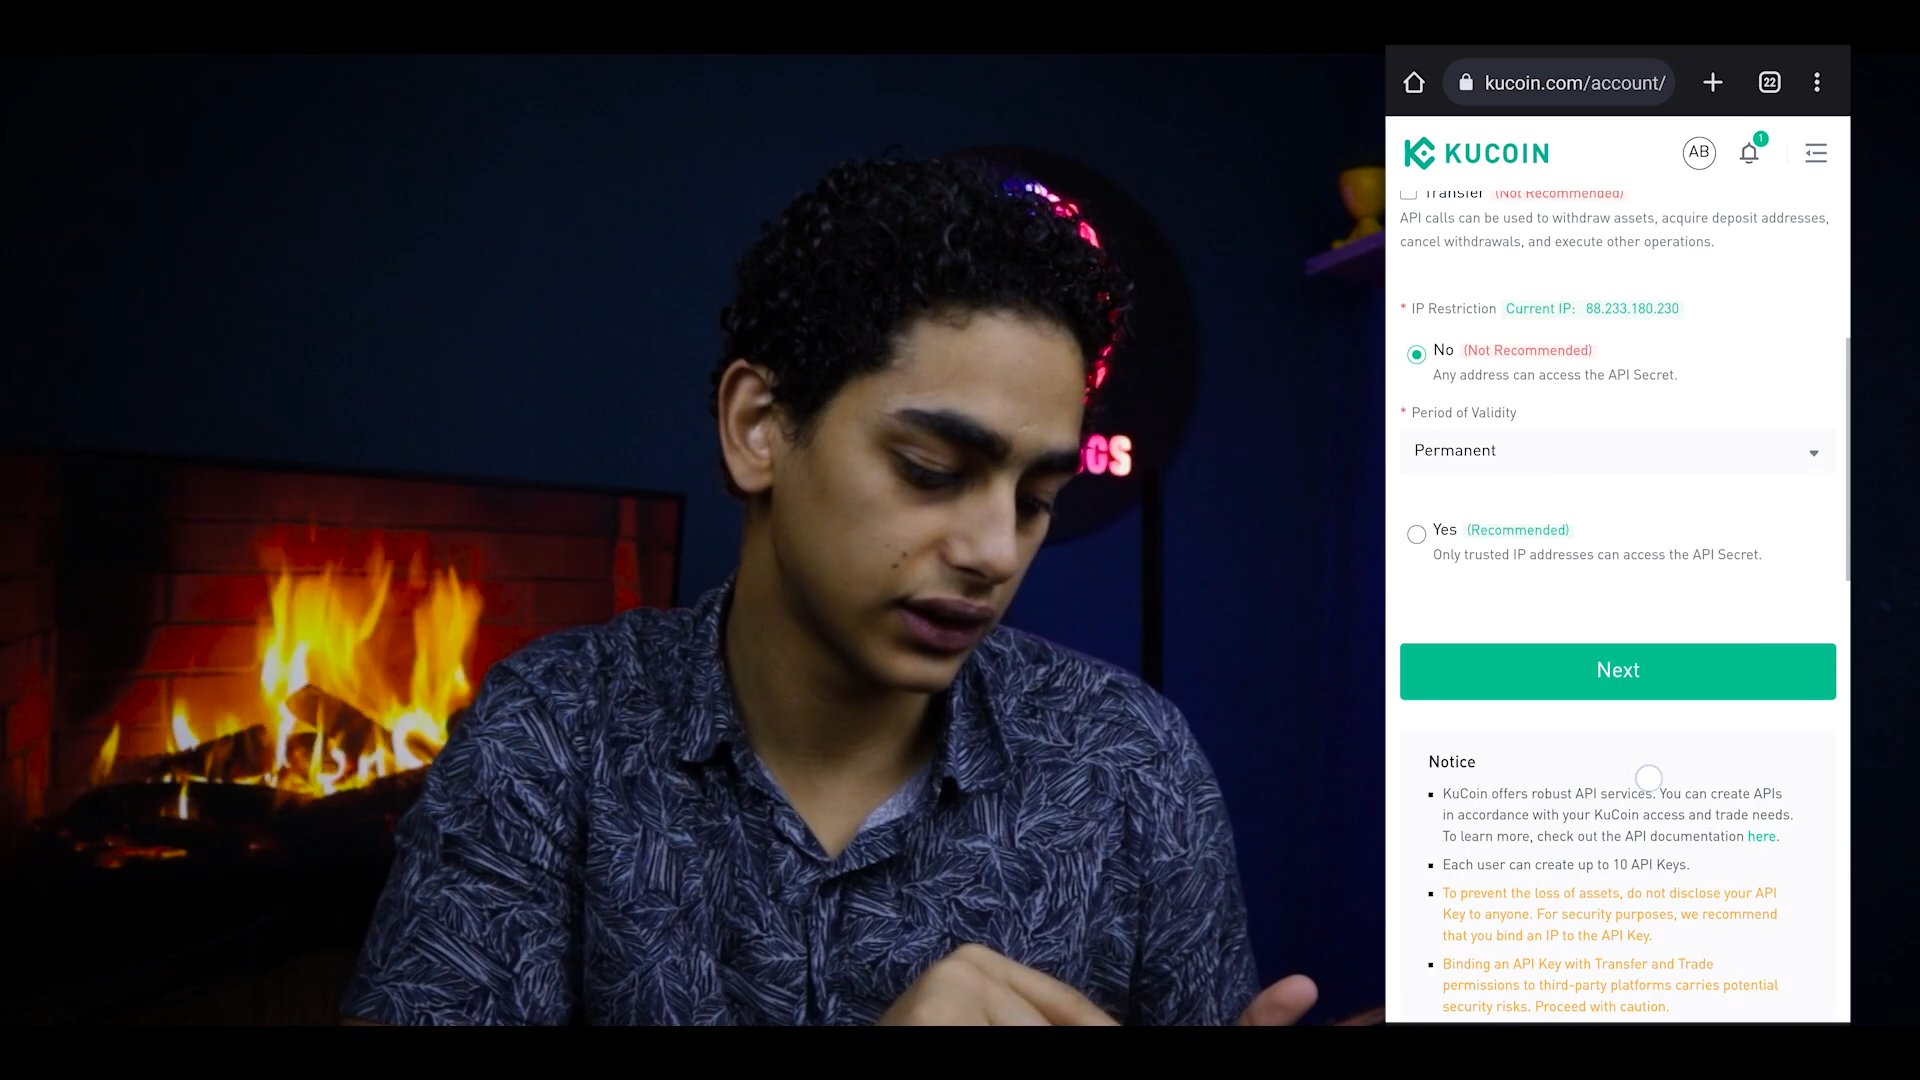 kucoin.com/account/
22
KUCOIN
AB
1
Transfer (Not Recommended)
API calls can be used to withdraw assets, acquire deposit addresses,
cancel withdrawals, and execute other operations.
* IP Restriction Current IP: 88.233.180.230
No (Not Recommended)
Any address can access the API Secret.
* Period of Validity
Permanent
Yes (Recommended)
Only trusted IP addresses can access the API Secret.
Next
Notice
▪ KuCoin offers robust API services. You can create APIs
in accordance with your KuCoin access and trade needs.
To learn more, check out the API documentation here.
▪ Each user can create up to 10 API Keys.
▪ To prevent the loss of assets, do not disclose your API
Key to anyone. For security purposes, we recommend
that you bind an IP to the API Key.
▪ Binding an API Key with Transfer and Trade
permissions to third-party platforms carries potential
security risks. Proceed with caution.